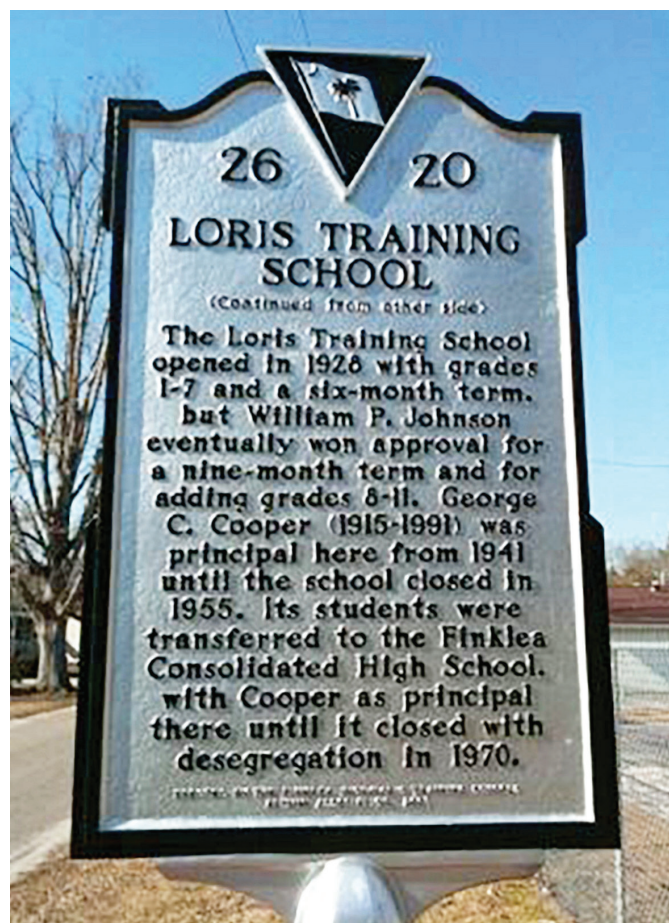 26 20
LORIS TRAINING
SCHOOL
(Continued from other side)
The Loris Training School
opened in 1928 with grades
1-7 and a six-month term.
but William P. Johnson
eventually won approval for
a nine-month term and for
adding grades 8-11. George
C. Cooper (1915-1991) was
principal here from 1941
until the school closed in
1955. Its students were
transferred to the Finklea
Consolidated High School.
with Cooper as principal
there until it closed with
desegregation in 1970.